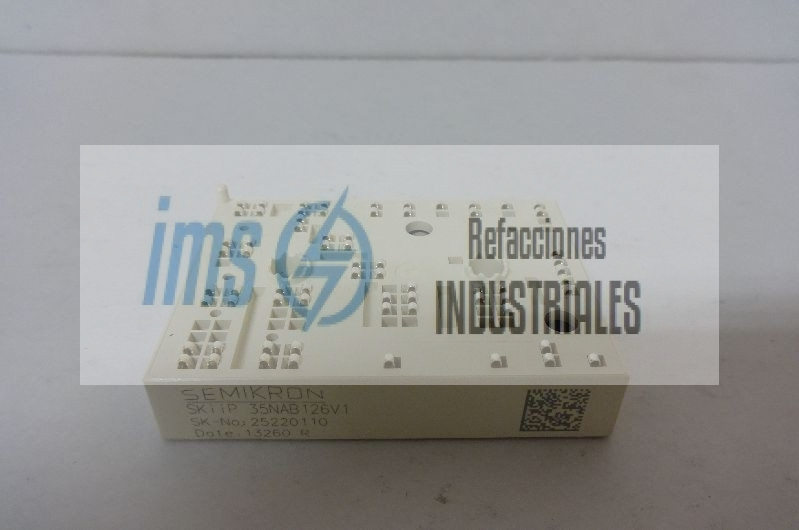 ims
Refacciones
INDUSTRIALES
SEMIKRON
SKiiP 35NAB126V1
SK-No: 25220110
Date: 13260 R